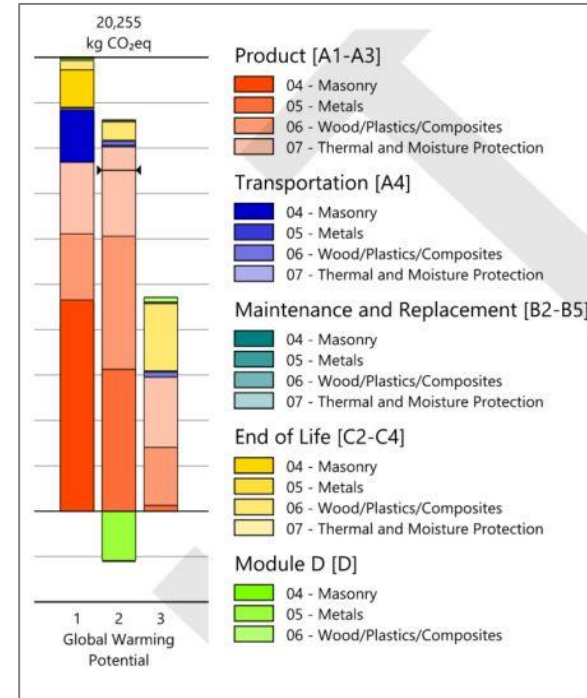 20,255
kg CO₂eq
1 2 3
Global Warming
Potential
Product [A1-A3]
04 - Masonry
05 - Metals
06 - Wood/Plastics/Composites
07 - Thermal and Moisture Protection
Transportation [A4]
04 - Masonry
05 - Metals
06 - Wood/Plastics/Composites
07 - Thermal and Moisture Protection
Maintenance and Replacement [B2-B5]
04 - Masonry
05 - Metals
06 - Wood/Plastics/Composites
07 - Thermal and Moisture Protection
End of Life [C2-C4]
04 - Masonry
05 - Metals
06 - Wood/Plastics/Composites
07 - Thermal and Moisture Protection
Module D [D]
04 - Masonry
05 - Metals
06 - Wood/Plastics/Composites